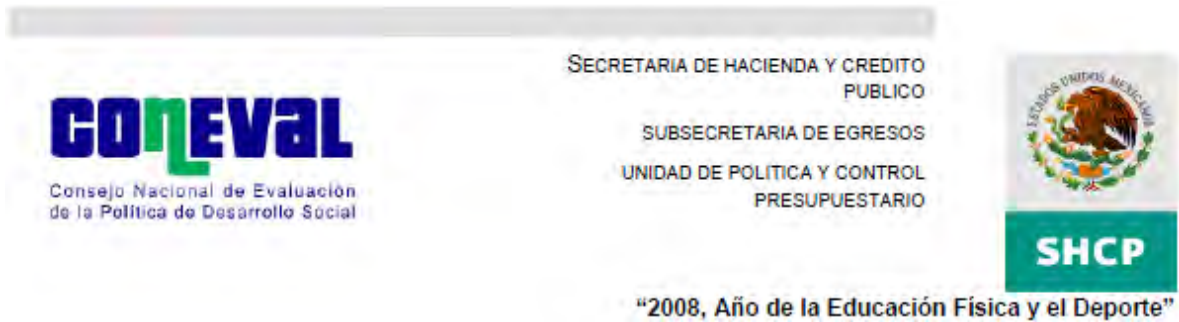 CONEVAL
Consejo Nacional de Evaluación
de la Política de Desarrollo Social
SECRETARIA DE HACIENDA Y CREDITO
PUBLICO
SUBSECRETARIA DE EGRESOS
UNIDAD DE POLITICA Y CONTROL
PRESUPUESTARIO
ESTADOS UNIDOS MEXICANOS
SHCP
“2008, Año de la Educación Física y el Deporte”